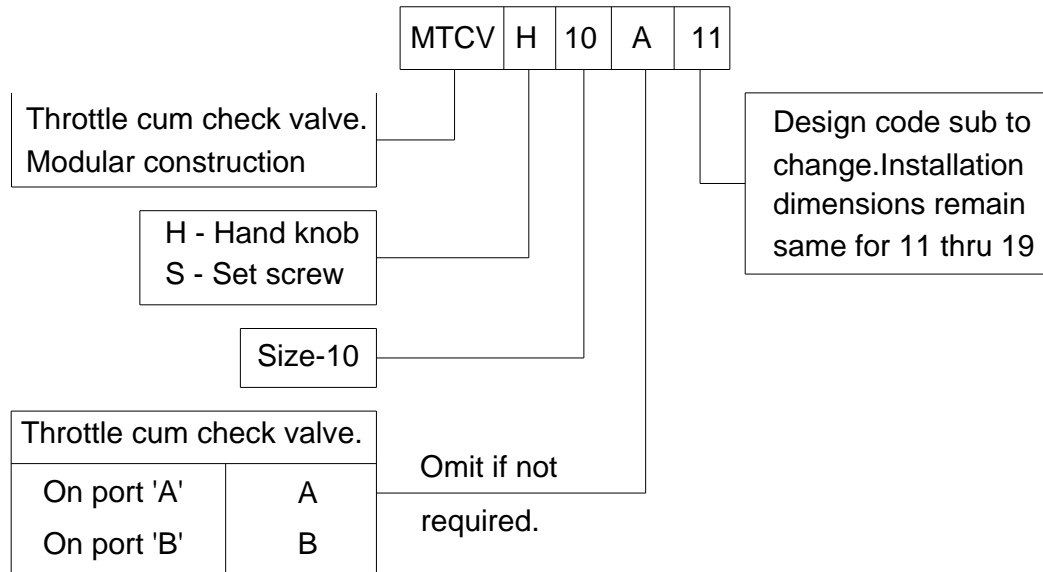 MTCV H 10 A 11
Throttle cum check valve.
Modular construction
Design code sub to
change.Installation
dimensions remain
same for 11 thru 19
H - Hand knob
S - Set screw
Size-10
Throttle cum check valve.
On port 'A' A
On port 'B' B
Omit if not
required.